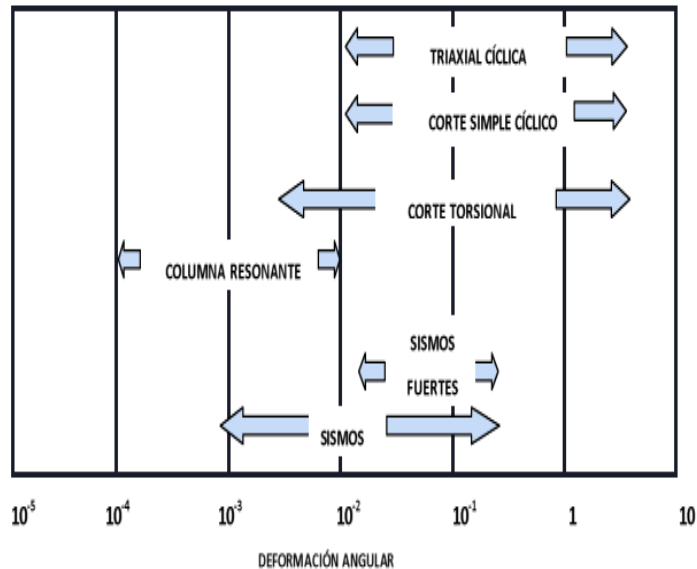 TRIAXIAL CÍCLICA
CORTE SIMPLE CÍCLICO
CORTE TORSIONAL
COLUMNA RESONANTE
SISMOS
FUERTES
SISMOS
10⁻⁵ 10⁻⁴ 10⁻³ 10⁻² 10⁻¹ 1 10
DEFORMACIÓN ANGULAR